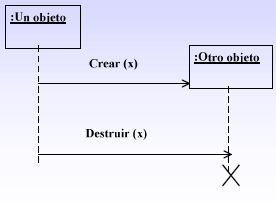 :Un objeto
Crear (x)
:Otro objeto
Destruir (x)